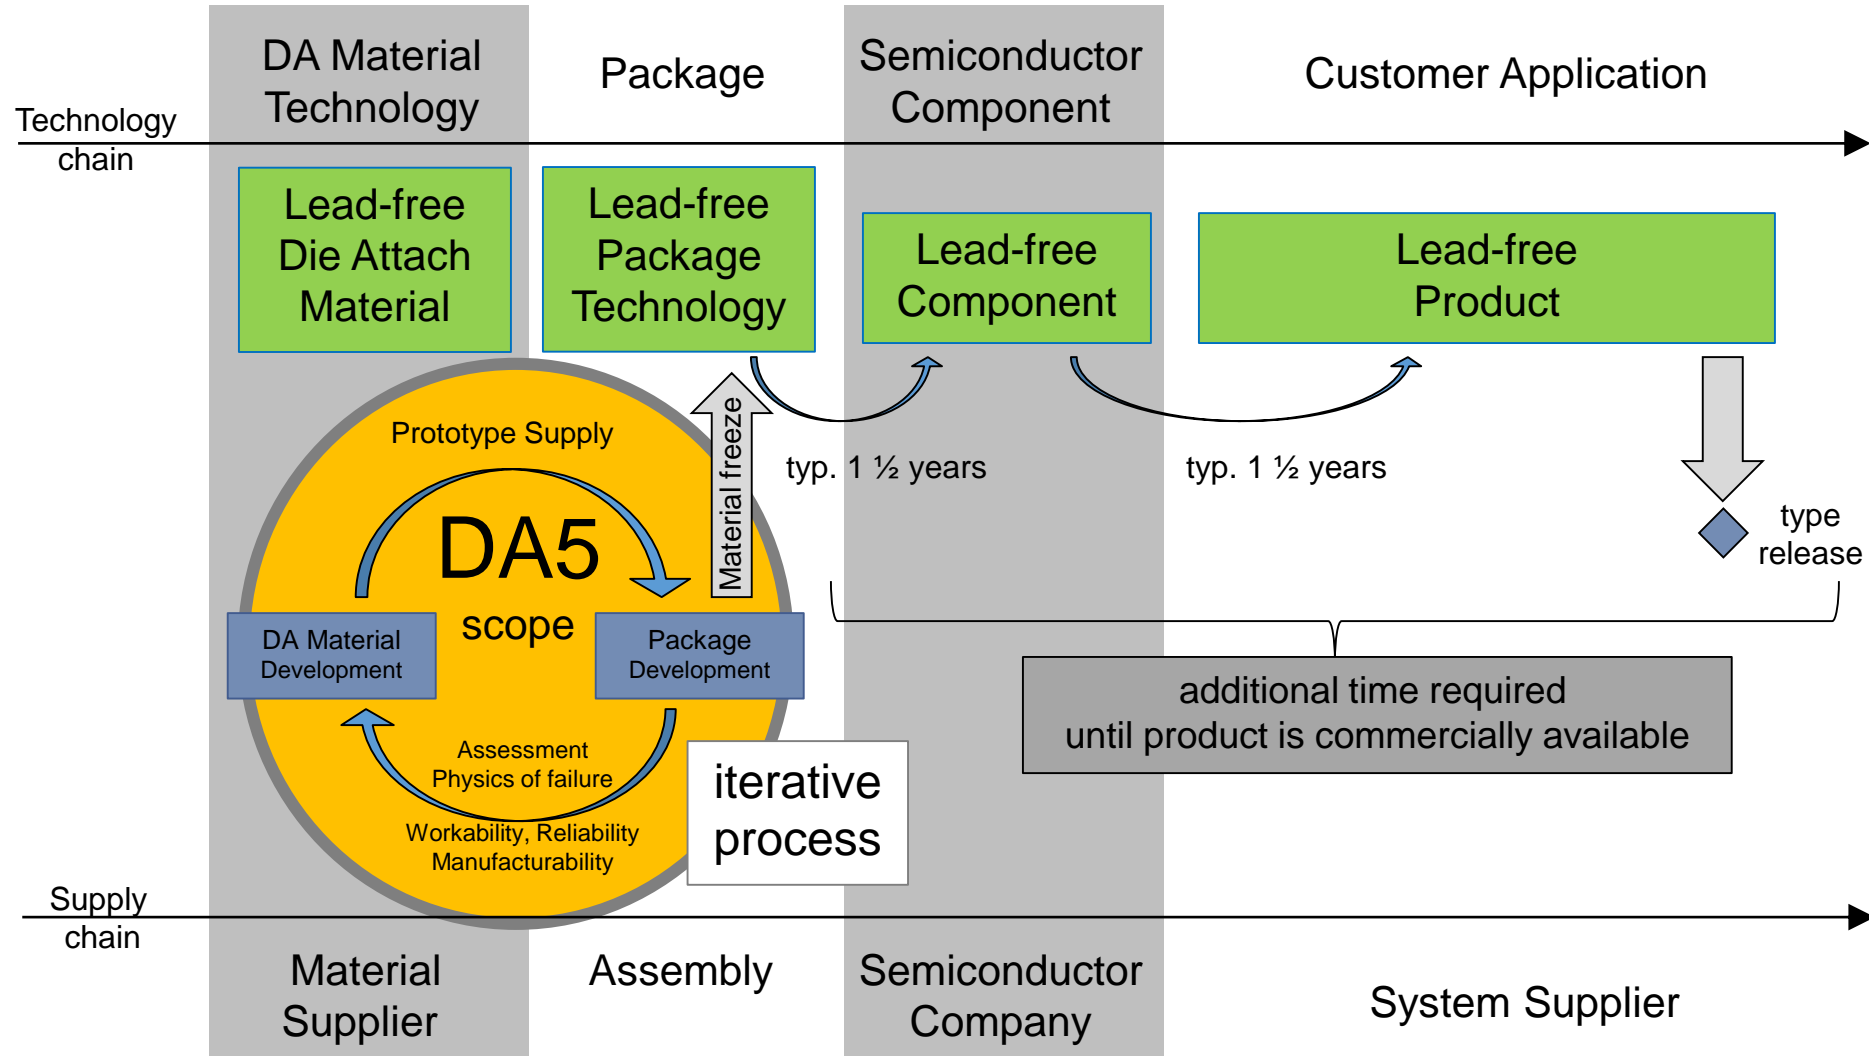 DA Material
Technology
Package
Semiconductor
Component
Customer Application
Technology
chain
Lead-free
Die Attach
Material
Lead-free
Package
Technology
Lead-free
Component
Lead-free
Product
Prototype Supply
Material freeze
typ. 1 ½ years
typ. 1 ½ years
DA5
scope
type
release
DA Material
Development
Package
Development
additional time required
until product is commercially available
Assessment
Physics of failure
Workability, Reliability
Manufacturability
iterative
process
Supply
chain
Material
Supplier
Assembly
Semiconductor
Company
System Supplier